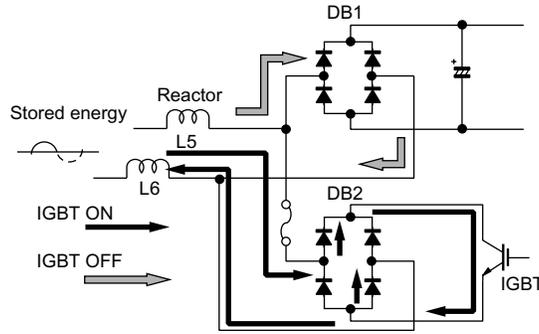 DB1
Reactor
Stored energy
L5
L6
DB2
IGBT ON
IGBT OFF
IGBT
+